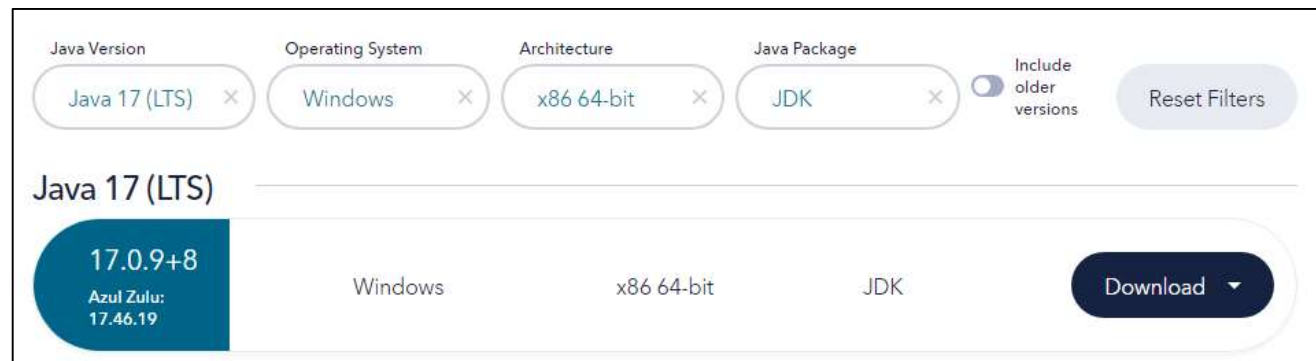 Java Version
Operating System
Architecture
Java Package
Java 17 (LTS) ×
Windows ×
x86 64-bit ×
JDK ×
Include
older
versions
Reset Filters
Java 17 (LTS)
17.0.9+8
Azul Zulu:
17.46.19
Windows
x86 64-bit
JDK
Download